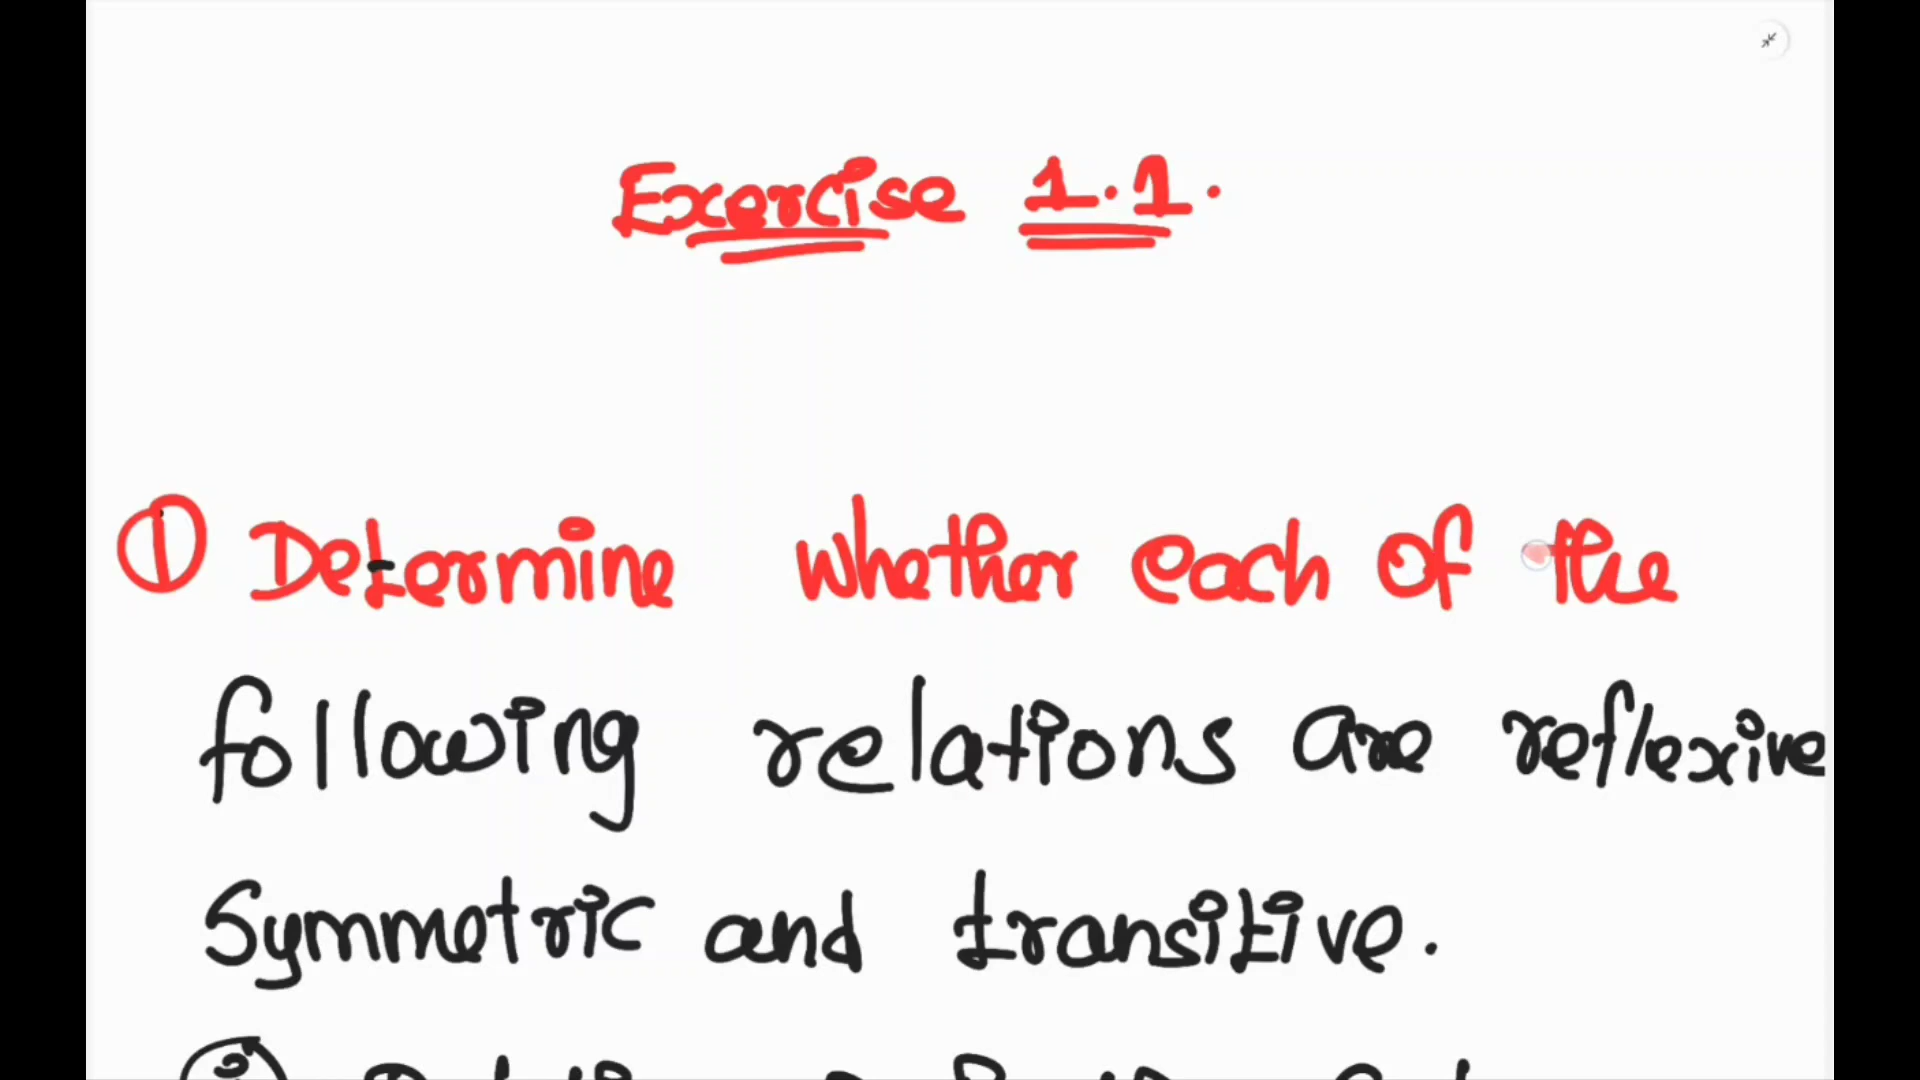 Exercise 1.1.
① Determine whether each of the
following relations are reflexive
Symmetric and transitive.